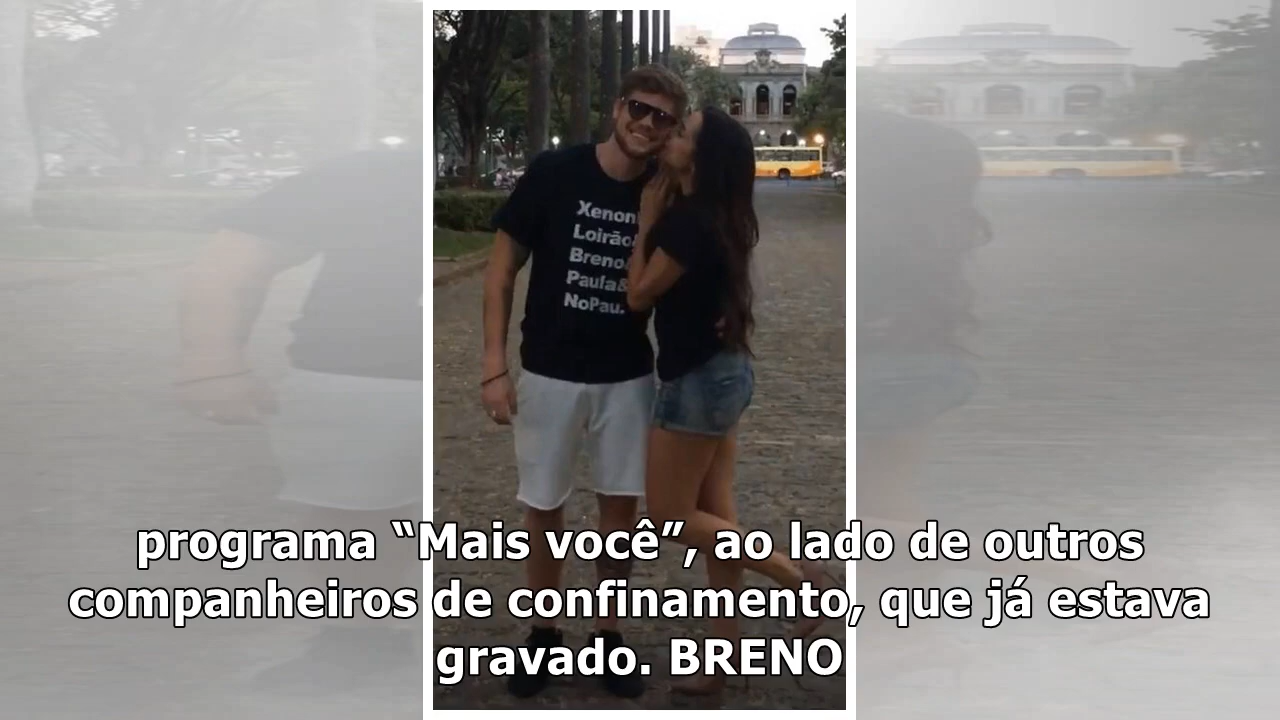 Xenon
Loirão&
Breno&
Paula&
NoPau.
programa “Mais você”, ao lado de outros
companheiros de confinamento, que já estava
gravado. BRENO